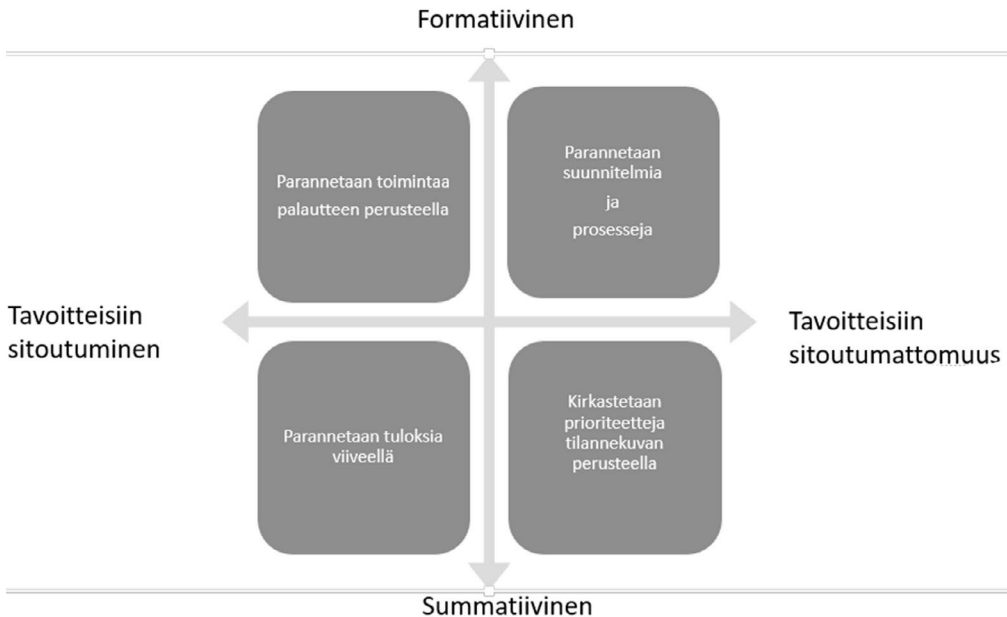 Formatiivinen
Parannetaan toimintaa
palautteen perusteella
Parannetaan
suunnitelmia
ja
prosesseja
Tavoitteisiin
sitoutuminen
Tavoitteisiin
sitoutumattomuus
Parannetaan tuloksia
viiveellä
Kirkastetaan
prioriteetteja
tilannekuvan
perusteella
Summatiivinen